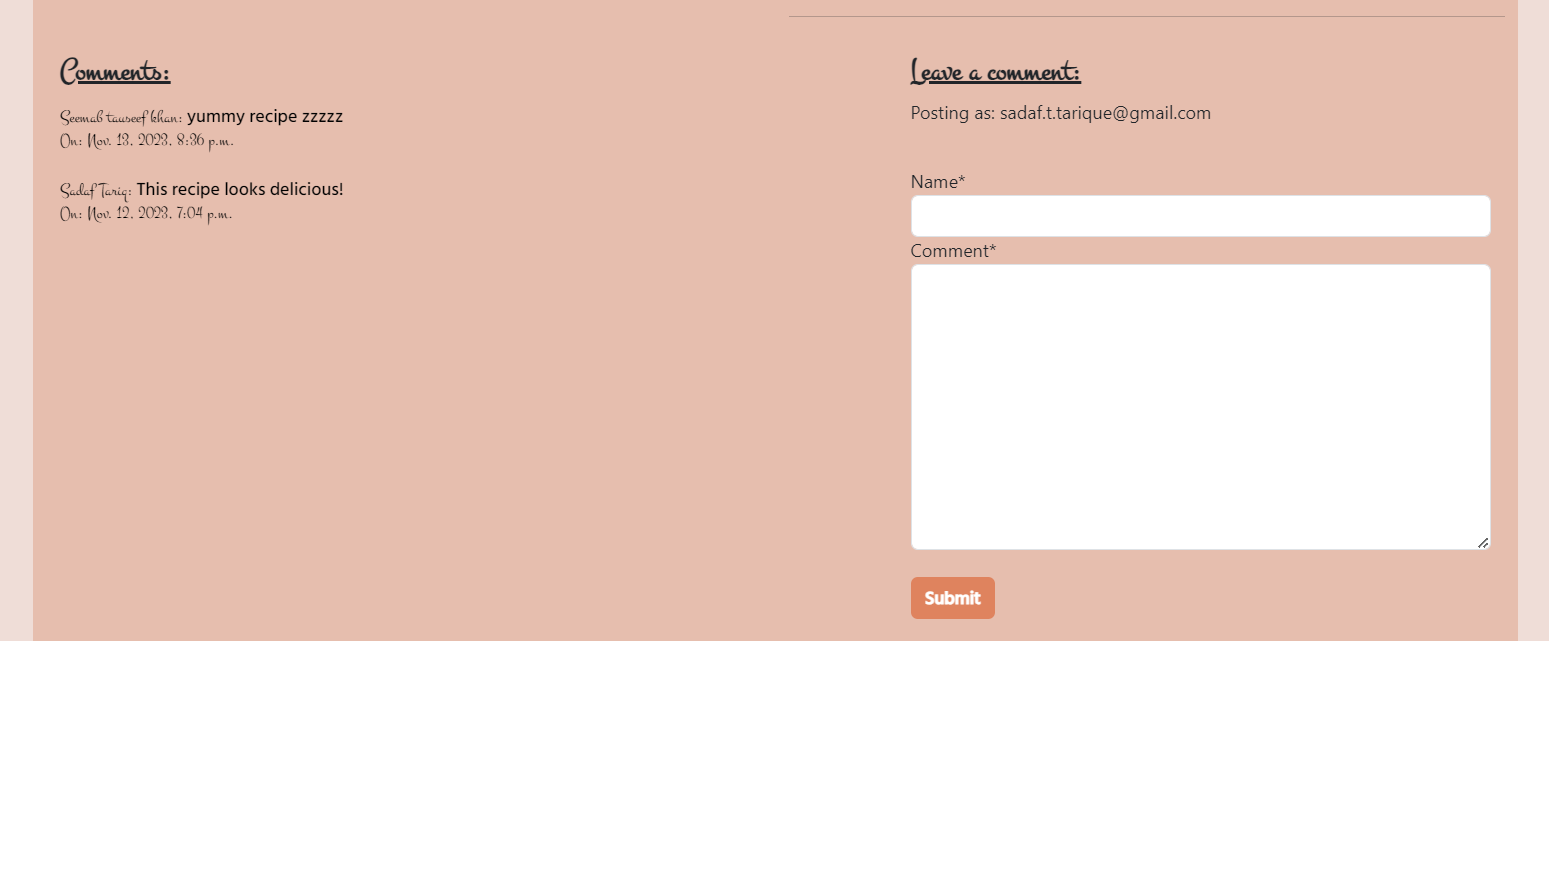 Comments:
Seemab tauseef khan: yummy recipe zzzzz
On: Nov. 13, 2023, 8:36 p.m.
Sadaf Tariq: This recipe looks delicious!
On: Nov. 12, 2023, 7:04 p.m.
Leave a comment:
Posting as: sadaf.t.tarique@gmail.com
Name*
Comment*
Submit